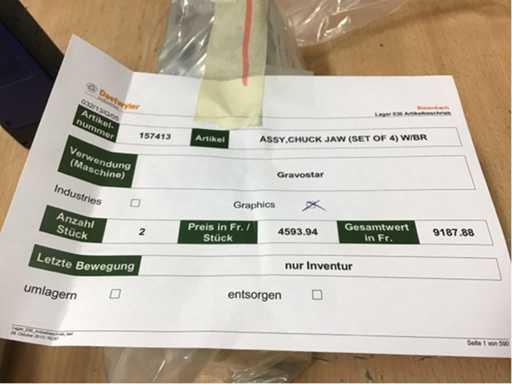 Daetwyler
Bleienbach
Lager 036 Artikelbeschrieb
Artikel-
nummer
157413
Artikel
ASSY,CHUCK JAW (SET OF 4) W/BR
Verwendung
(Maschine)
Gravostar
Industries
Graphics
Anzahl
Stück
2
Preis in Fr. /
Stück
4593.94
Gesamtwert
in Fr.
9187.88
Letzte Bewegung
nur Inventur
umlagern
entsorgen
Seite 1 von 590